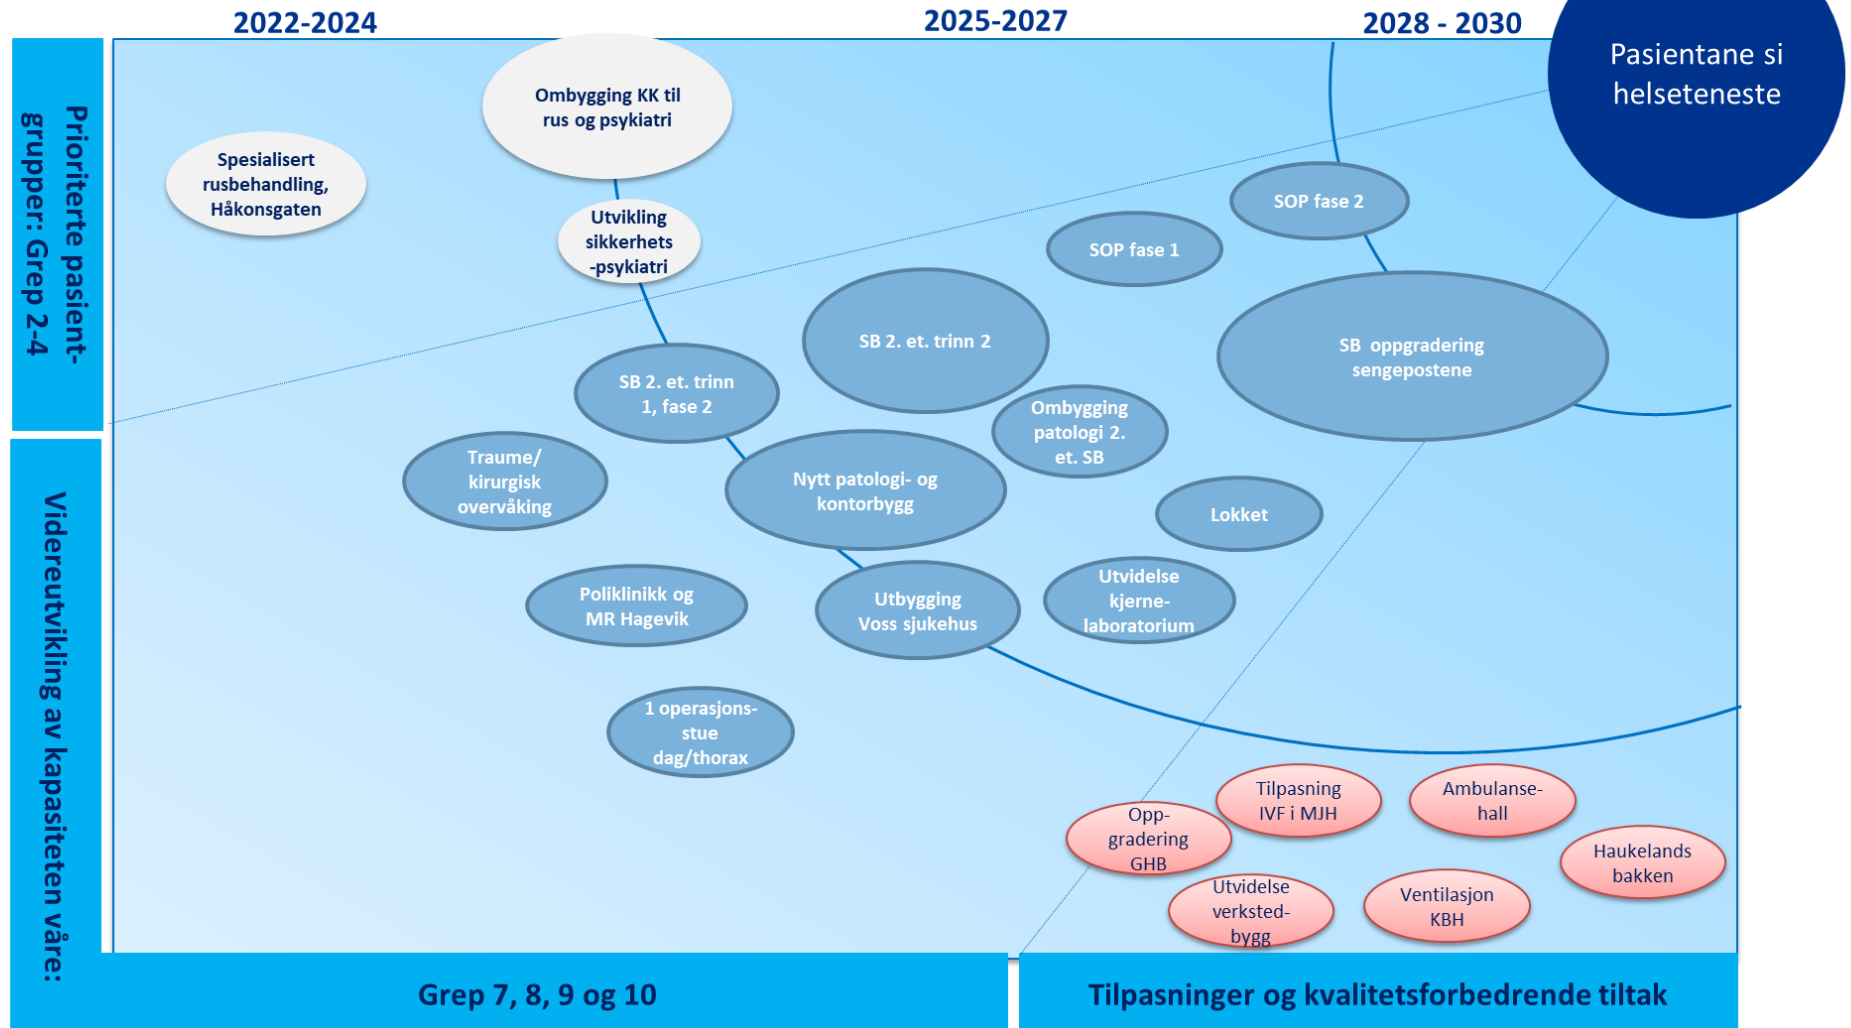 2022-2024
2025-2027
2028 - 2030
Pasientane si
helseteneste
Prioriterte pasient-
grupper: Grep 2-4
Ombygging KK til
rus og psykiatri
Spesialisert
rusbehandling,
Håkonsgaten
Utvikling
sikkerhets
-psykiatri
SOP fase 2
SOP fase 1
SB 2. et. trinn 2
SB oppgradering
sengepostene
SB 2. et. trinn
1, fase 2
Ombygging
patologi 2.
et. SB
Traume/
kirurgisk
overvåking
Nytt patologi- og
kontorbygg
Lokket
Videreutvikling av kapasiteten våre:
Poliklinikk og
MR Hagevik
Utbygging
Voss sjukehus
Utvidelse
kjerne-
laboratorium
1 operasjons-
stue
dag/thorax
Opp-
gradering
GHB
Tilpasning
IVF i MJH
Ambulanse-
hall
Haukelands
bakken
Utvidelse
verksted-
bygg
Ventilasjon
KBH
Grep 7, 8, 9 og 10
Tilpasninger og kvalitetsforbedrende tiltak